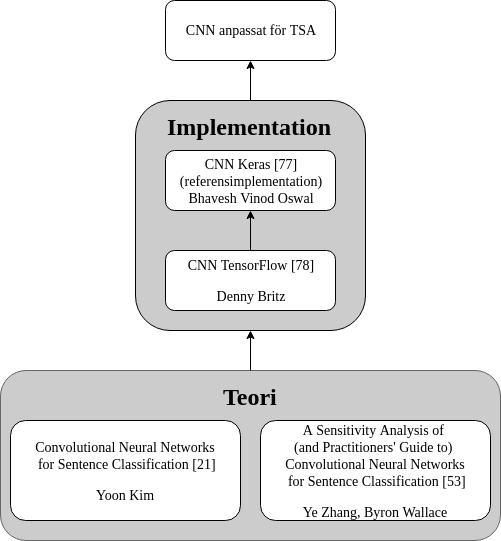 CNN anpassat för TSA
Implementation
CNN Keras [77]
(referensimplementation)
Bhavesh Vinod Oswal
CNN TensorFlow [78]
Denny Britz
Teori
Convolutional Neural Networks
for Sentence Classification [21]
Yoon Kim
A Sensitivity Analysis of
(and Practitioners' Guide to)
Convolutional Neural Networks
for Sentence Classification [53]
Ye Zhang, Byron Wallace